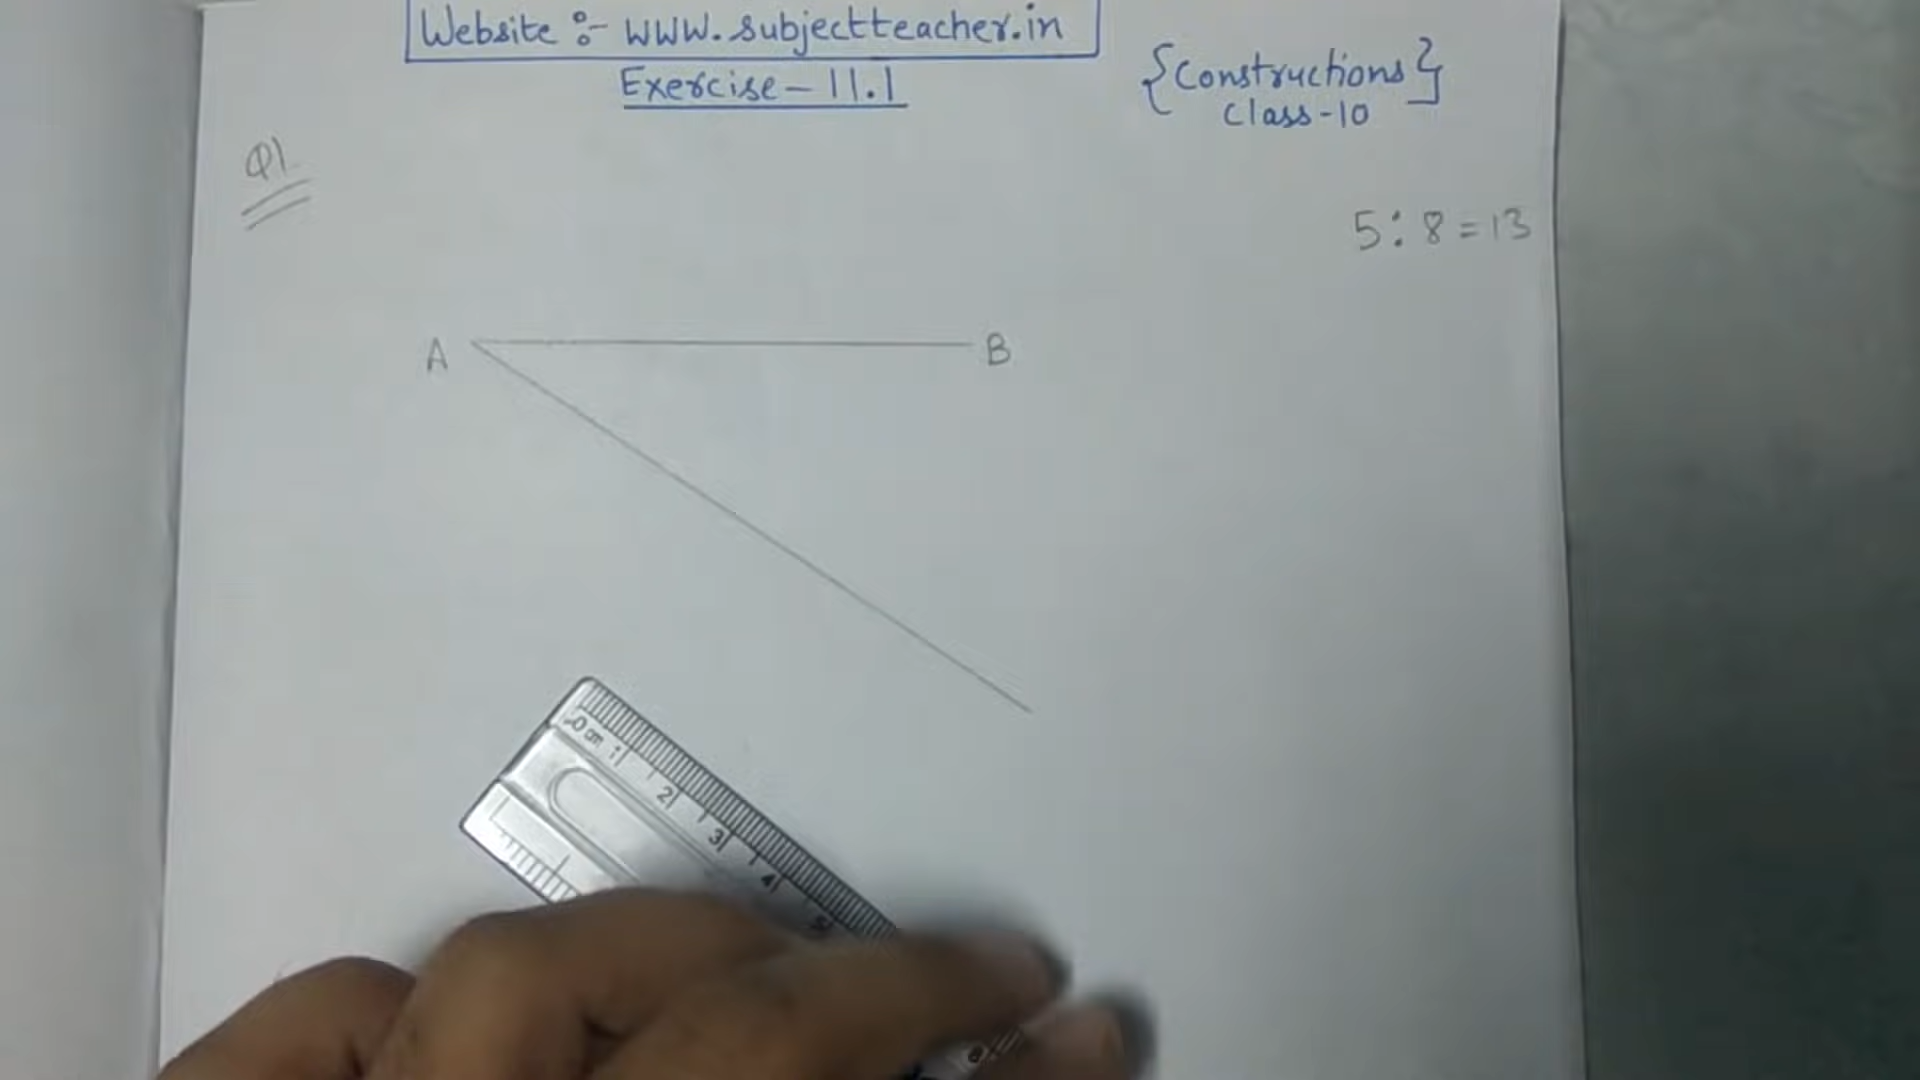 Website :- www.subjectteacher.in
Exercise - 11.1
{Constructions}
Class-10
Q1
5:8=13
A
B
0 cm 1 2 3 4 5